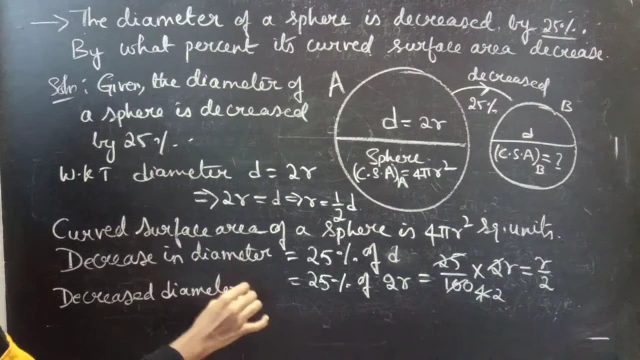 → The diameter of a sphere is decreased by 25%.
By what percent its curved surface area decrease.
Soln: Given, the diameter of
a sphere is decreased
by 25%.
W.K.T diameter d = 2r
⇒ 2r = d ⇒ r = 1/2 d
A
d = 2r
Sphere
(C.S.A)A = 4πr²
decreased
25%
B
d
(C.S.A)B = ?
Curved surface area of a sphere is 4πr² sq.units.
Decrease in diameter = 25% of d
= 25% of 2r = 25/100 × 2r = r/2
4 2
Decreased diameter